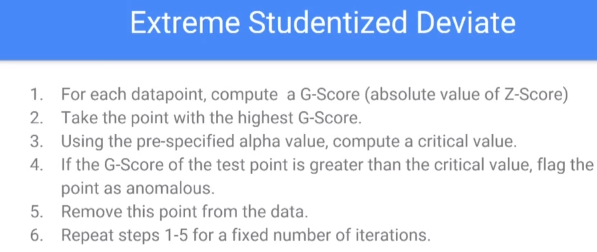 Extreme Studentized Deviate
1. For each datapoint, compute a G-Score (absolute value of Z-Score)
2. Take the point with the highest G-Score.
3. Using the pre-specified alpha value, compute a critical value.
4. If the G-Score of the test point is greater than the critical value, flag the
point as anomalous.
5. Remove this point from the data.
6. Repeat steps 1-5 for a fixed number of iterations.